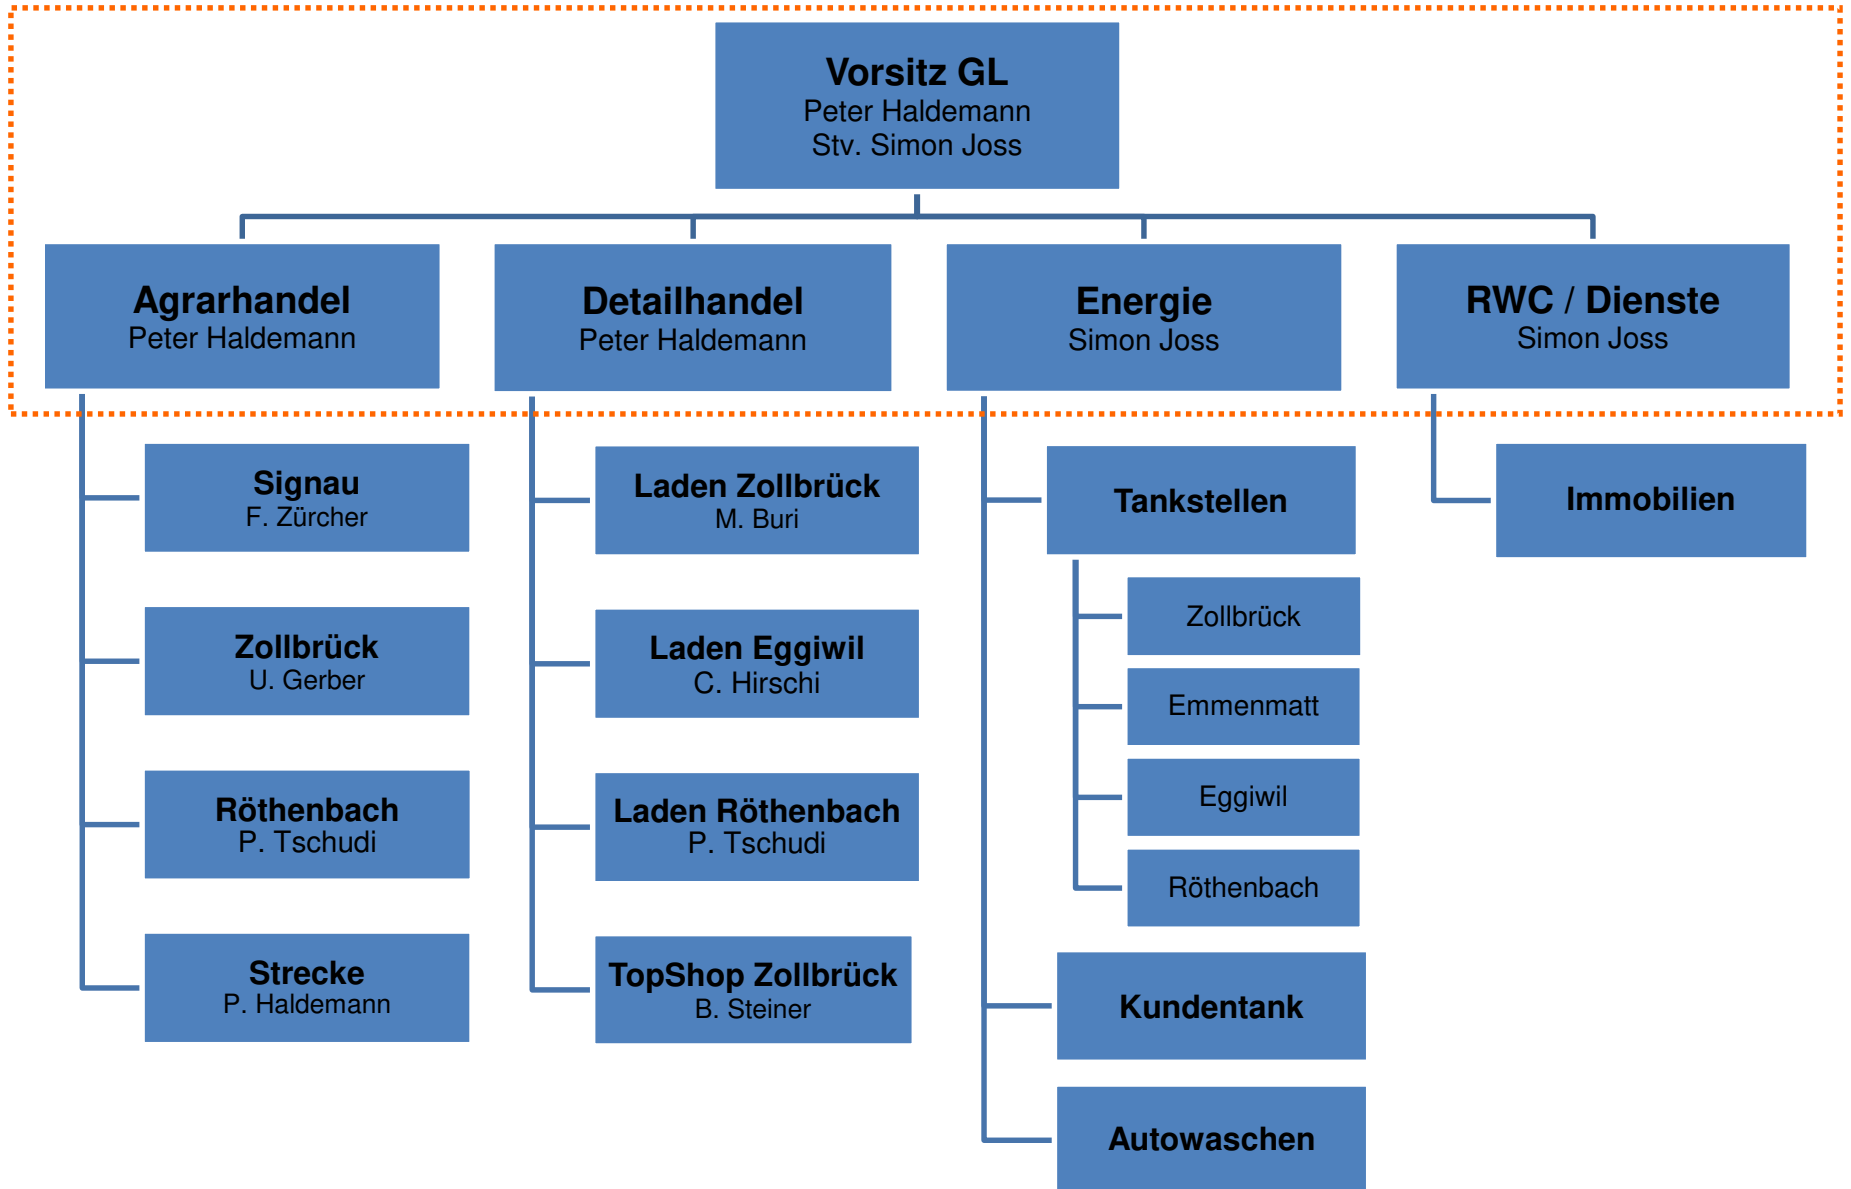 Vorsitz GL
Peter Haldemann
Stv. Simon Joss
Agrarhandel
Peter Haldemann
Detailhandel
Peter Haldemann
Energie
Simon Joss
RWC / Dienste
Simon Joss
Signau
F. Zürcher
Zollbrück
U. Gerber
Röthenbach
P. Tschudi
Strecke
P. Haldemann
Laden Zollbrück
M. Buri
Laden Eggiwil
C. Hirschi
Laden Röthenbach
P. Tschudi
TopShop Zollbrück
B. Steiner
Tankstellen
Zollbrück
Emmenmatt
Eggiwil
Röthenbach
Kundentank
Autowaschen
Immobilien